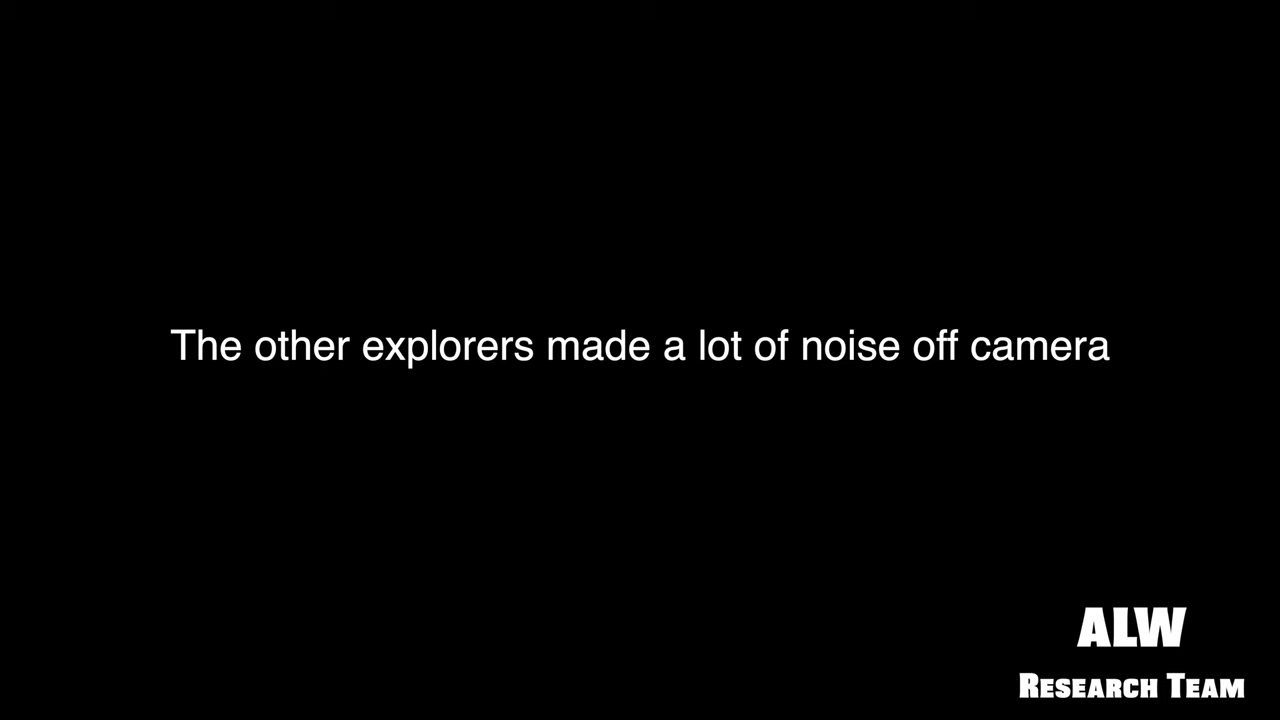 The other explorers made a lot of noise off camera
ALW
Research Team